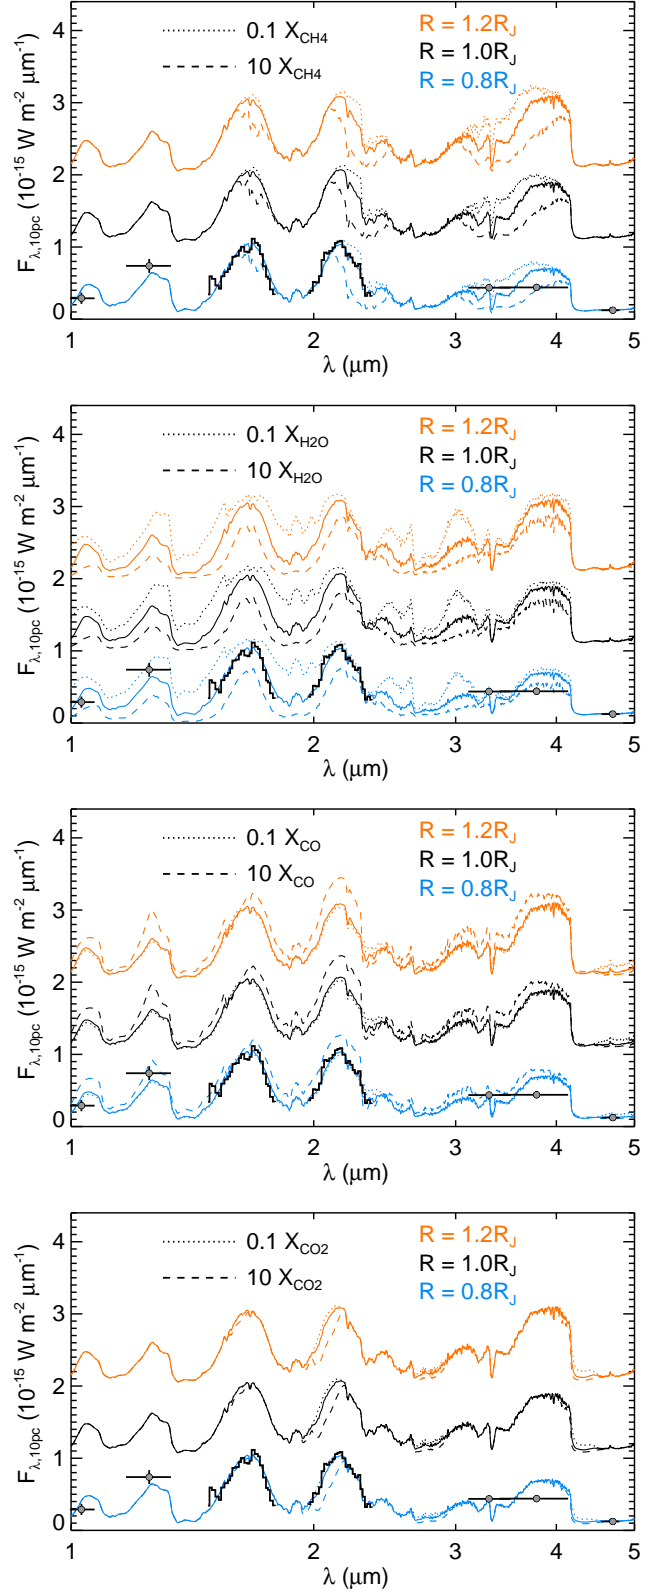 4
3
2
1
0
F_λ,10pc (10⁻¹⁵ W m⁻² μm⁻¹)
0.1 X_CH4
10 X_CH4
R = 1.2R_J
R = 1.0R_J
R = 0.8R_J
1 2 3 4 5
λ (μm)
4
3
2
1
0
F_λ,10pc (10⁻¹⁵ W m⁻² μm⁻¹)
0.1 X_H2O
10 X_H2O
R = 1.2R_J
R = 1.0R_J
R = 0.8R_J
1 2 3 4 5
λ (μm)
4
3
2
1
0
F_λ,10pc (10⁻¹⁵ W m⁻² μm⁻¹)
0.1 X_CO
10 X_CO
R = 1.2R_J
R = 1.0R_J
R = 0.8R_J
1 2 3 4 5
λ (μm)
4
3
2
1
0
F_λ,10pc (10⁻¹⁵ W m⁻² μm⁻¹)
0.1 X_CO2
10 X_CO2
R = 1.2R_J
R = 1.0R_J
R = 0.8R_J
1 2 3 4 5
λ (μm)